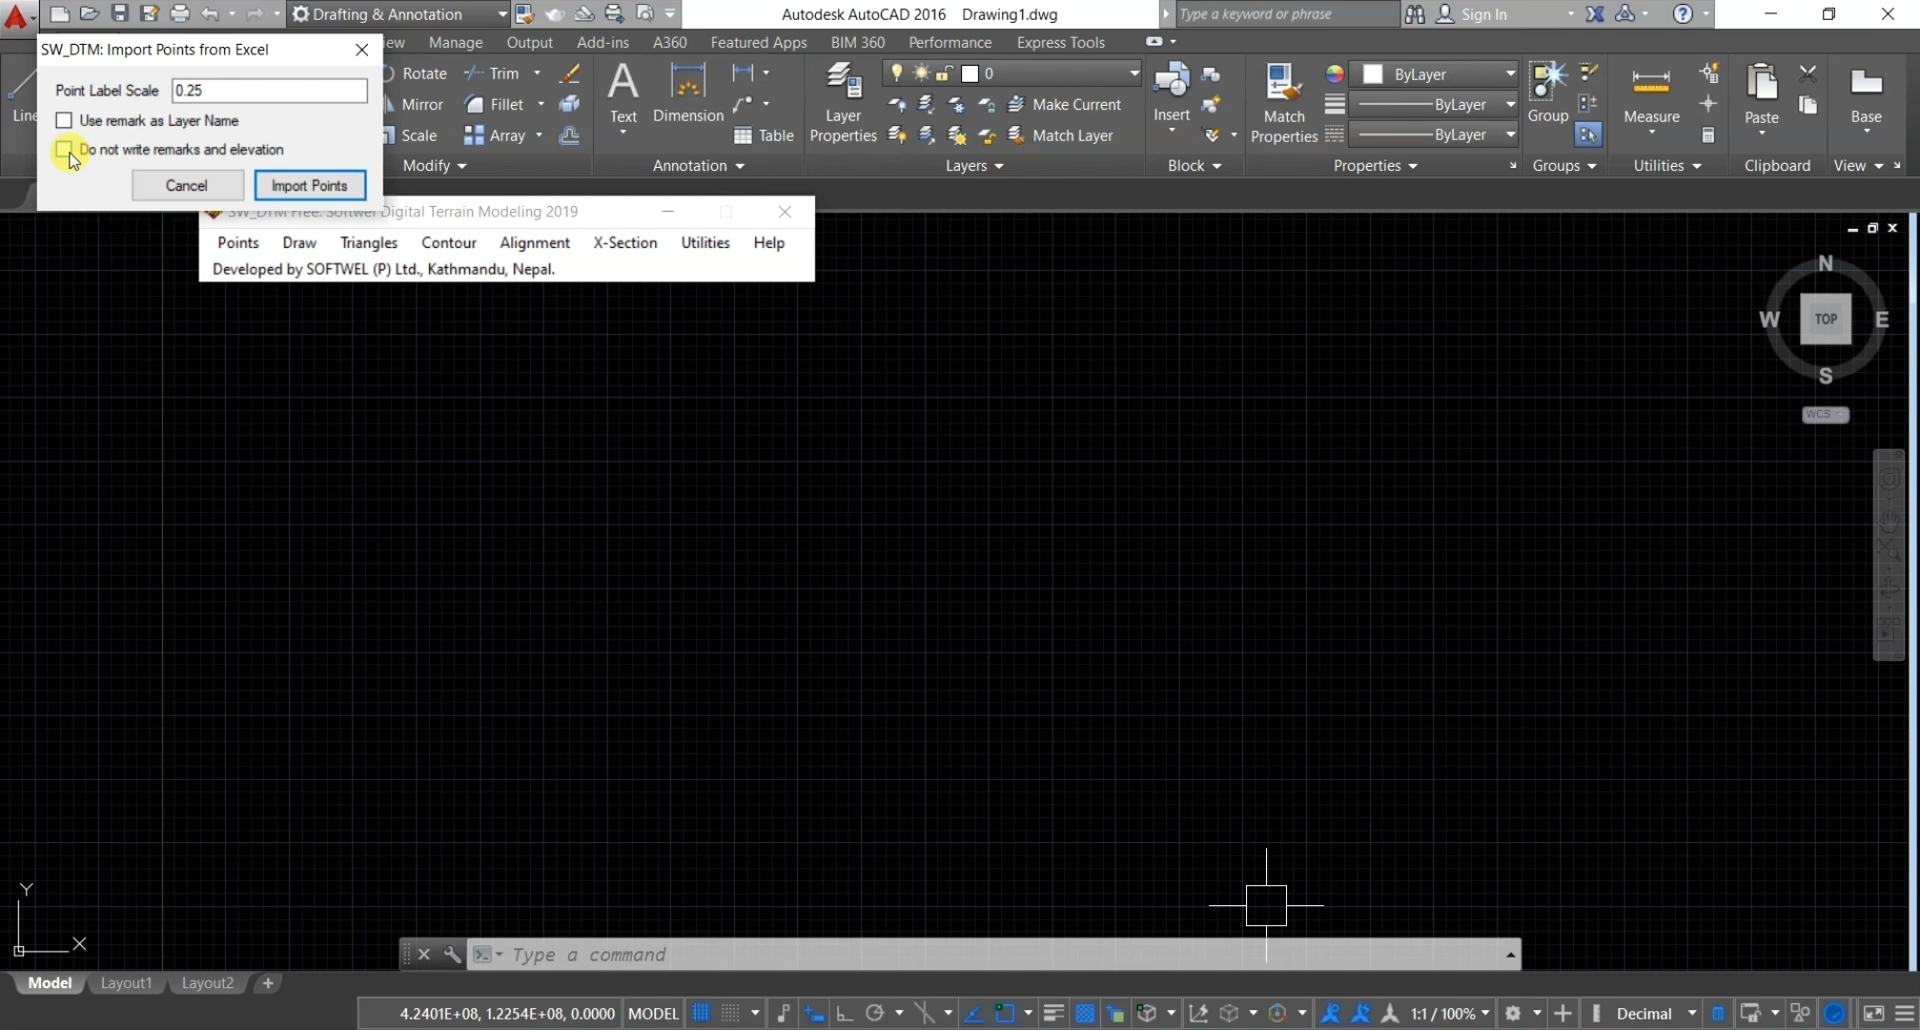 Drafting & Annotation
Autodesk AutoCAD 2016 Drawing1.dwg
Type a keyword or phrase
Sign In
SW_DTM: Import Points from Excel
Manage Output Add-ins A360 Featured Apps BIM 360 Performance Express Tools
Point Label Scale 0.25
Use remark as Layer Name
Do not write remarks and elevation
Cancel Import Points
Rotate Trim
Mirror Fillet
Scale Array
Modify
Text
Dimension
Table
Annotation
Layer Properties
0
Make Current
Match Layer
Layers
Insert
Block
Match Properties
ByLayer
ByLayer
ByLayer
Properties
Group
Groups
Measure
Utilities
Paste
Clipboard
Base
View
SW_DTM Free: Softwel Digital Terrain Modeling 2019
Points Draw Triangles Contour Alignment X-Section Utilities Help
Developed by SOFTWEL (P) Ltd., Kathmandu, Nepal.
N
W TOP E
S
WCS
Y
X
Type a command
Model Layout1 Layout2 +
4.2401E+08, 1.2254E+08, 0.0000 MODEL 1:1 / 100% Decimal